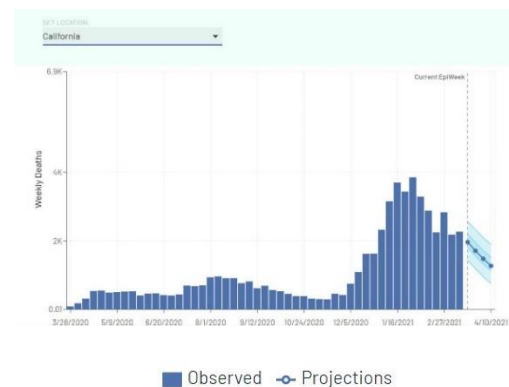 SET LOCATION
California
6.9K
Current EpiWeek
4K
Weekly Deaths
2K
0.01
3/28/2020 5/9/2020 6/20/2020 8/1/2020 9/12/2020 10/24/2020 12/5/2020 1/16/2021 2/27/2021 4/10/2021
Observed Projections